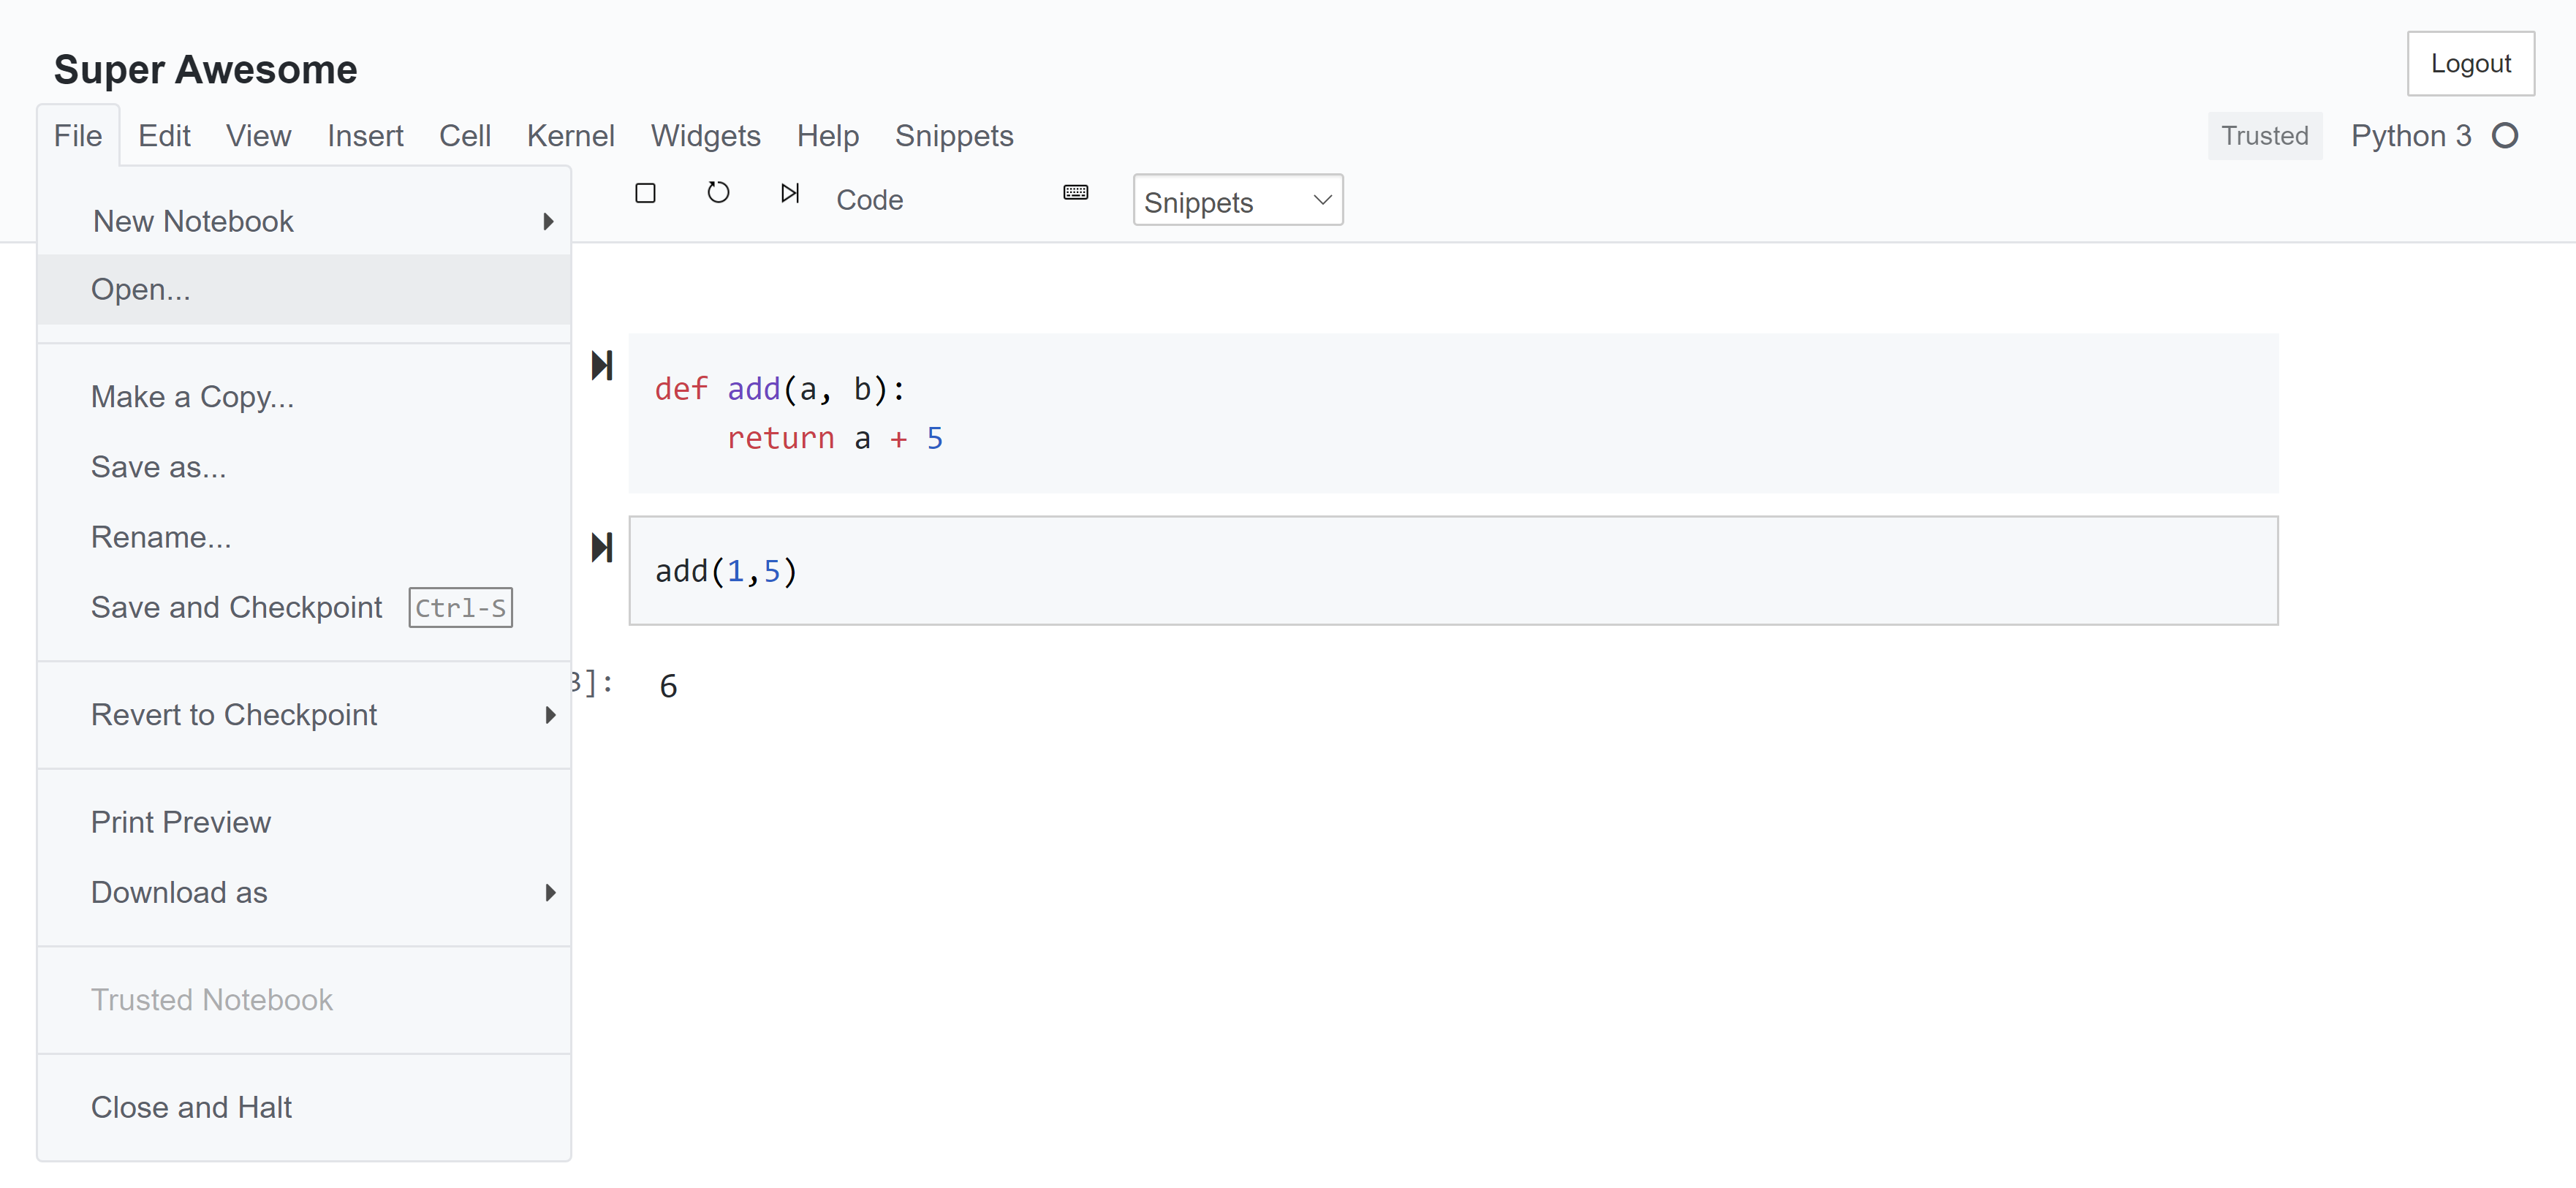 Super Awesome
Logout
File Edit View Insert Cell Kernel Widgets Help Snippets
Trusted Python 3
Code Snippets
New Notebook
Open...
Make a Copy...
Save as...
Rename...
Save and Checkpoint Ctrl-S
Revert to Checkpoint
Print Preview
Download as
Trusted Notebook
Close and Halt
def add(a, b):
    return a + 5
add(1,5)
3]: 6